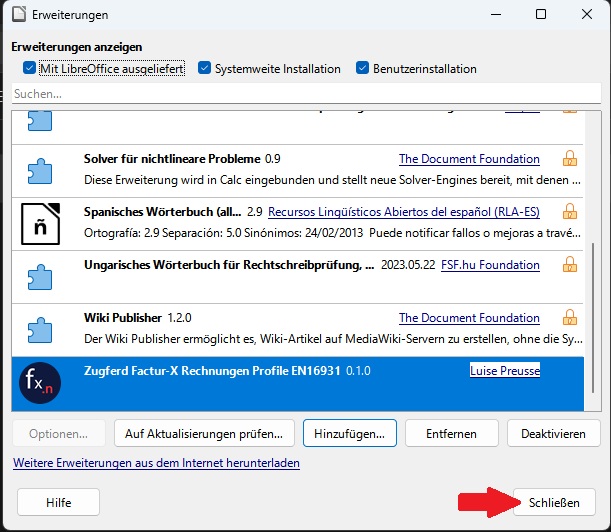 Erweiterungen
Erweiterungen anzeigen
Mit LibreOffice ausgeliefert Systemweite Installation Benutzerinstallation
Suchen...
Solver für nichtlineare Probleme 0.9 The Document Foundation
Diese Erweiterung wird in Calc eingebunden und stellt neue Solver-Engines bereit, mit denen ...
ñ
Spanisches Wörterbuch (all... 2.9 Recursos Lingüísticos Abiertos del español (RLA-ES)
Ortografía: 2.9 Separación: 5.0 Sinónimos: 24/02/2013 Puede notificar fallos o mejoras a travé...
Ungarisches Wörterbuch für Rechtschreibprüfung, ... 2023.05.22 FSF.hu Foundation
Wiki Publisher 1.2.0 The Document Foundation
Der Wiki Publisher ermöglicht es, Wiki-Artikel auf MediaWiki-Servern zu erstellen, ohne die Sy...
fx.n
Zugferd Factur-X Rechnungen Profile EN16931 0.1.0 Luise Preusse
Optionen... Auf Aktualisierungen prüfen... Hinzufügen... Entfernen Deaktivieren
Weitere Erweiterungen aus dem Internet herunterladen
Hilfe Schließen